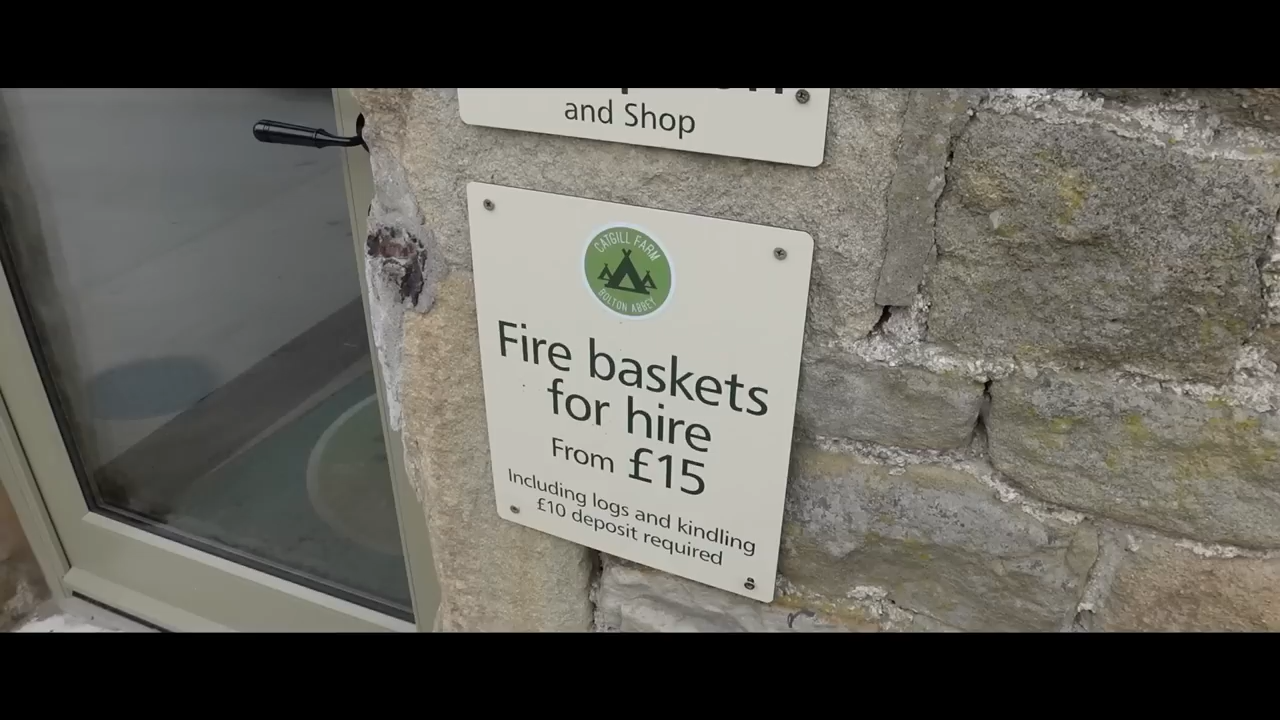 and Shop
CATGILL FARM
BOLTON ABBEY
Fire baskets
for hire
From £15
Including logs and kindling
£10 deposit required